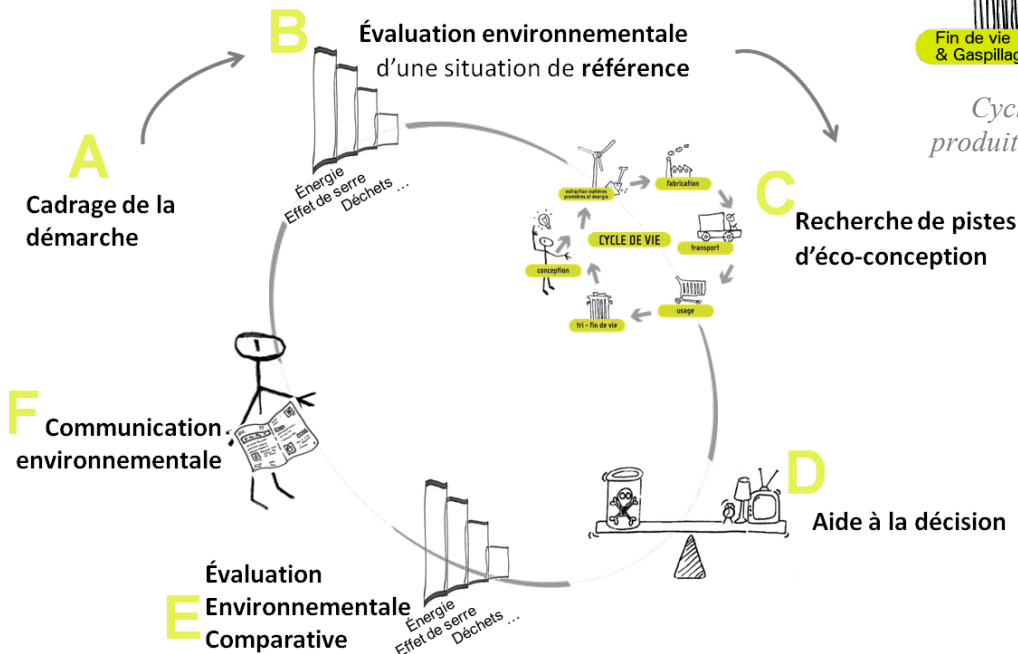 B
Évaluation environnementale
d'une situation de référence
Fin de vie
& Gaspillag
Cycl
produit
A
Cadrage de la
démarche
Énergie
Effet de serre
Déchets ...
extraction matières
premières et énergie
fabrication
CYCLE DE VIE
transport
conception
usage
tri - fin de vie
C
Recherche de pistes
d'éco-conception
F
Communication
environnementale
D
Aide à la décision
E
Évaluation
Environnementale
Comparative
Énergie
Effet de serre
Déchets ...